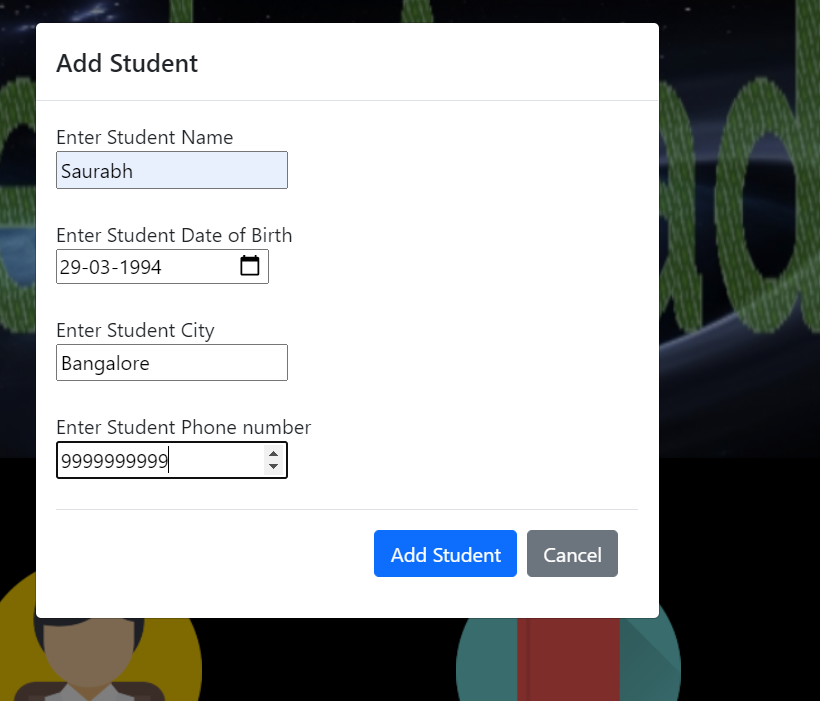 Add Student
Enter Student Name
Saurabh
Enter Student Date of Birth
29-03-1994
Enter Student City
Bangalore
Enter Student Phone number
9999999999
Add Student Cancel